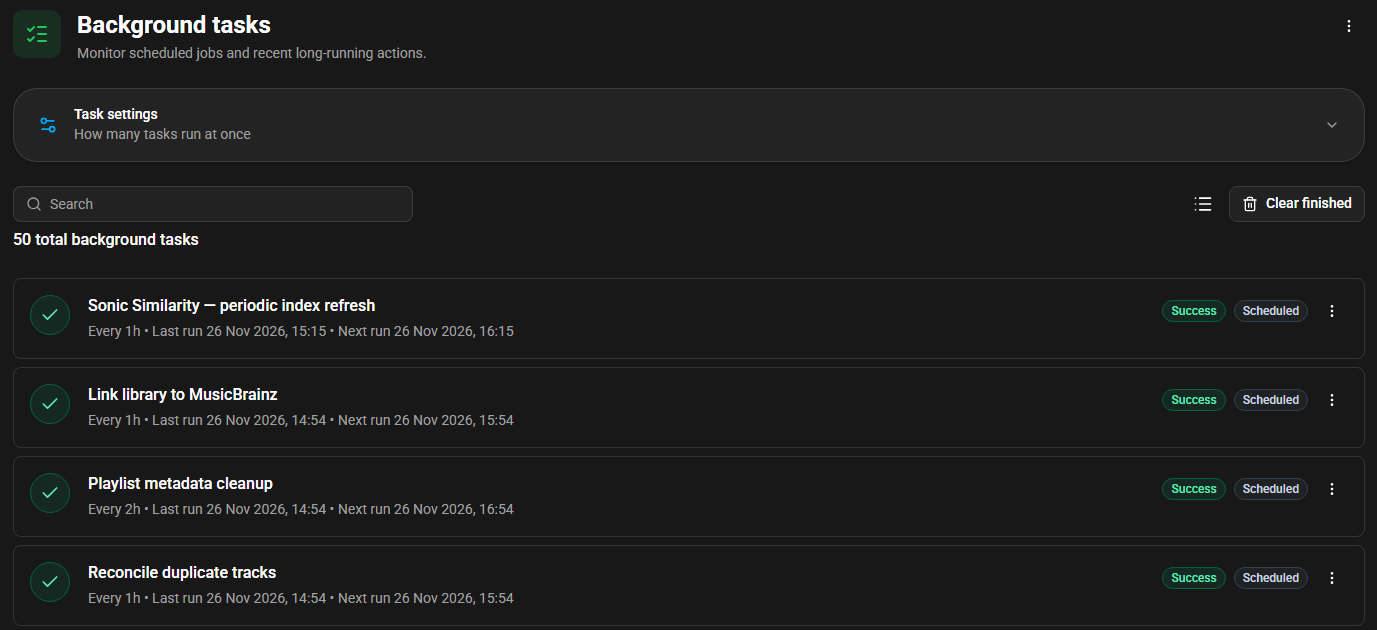 Background tasks
Monitor scheduled jobs and recent long-running actions.
Task settings
How many tasks run at once
Search
Clear finished
50 total background tasks
Sonic Similarity — periodic index refresh
Success
Scheduled
Every 1h • Last run 26 Nov 2026, 15:15 • Next run 26 Nov 2026, 16:15
Link library to MusicBrainz
Success
Scheduled
Every 1h • Last run 26 Nov 2026, 14:54 • Next run 26 Nov 2026, 15:54
Playlist metadata cleanup
Success
Scheduled
Every 2h • Last run 26 Nov 2026, 14:54 • Next run 26 Nov 2026, 16:54
Reconcile duplicate tracks
Success
Scheduled
Every 1h • Last run 26 Nov 2026, 14:54 • Next run 26 Nov 2026, 15:54